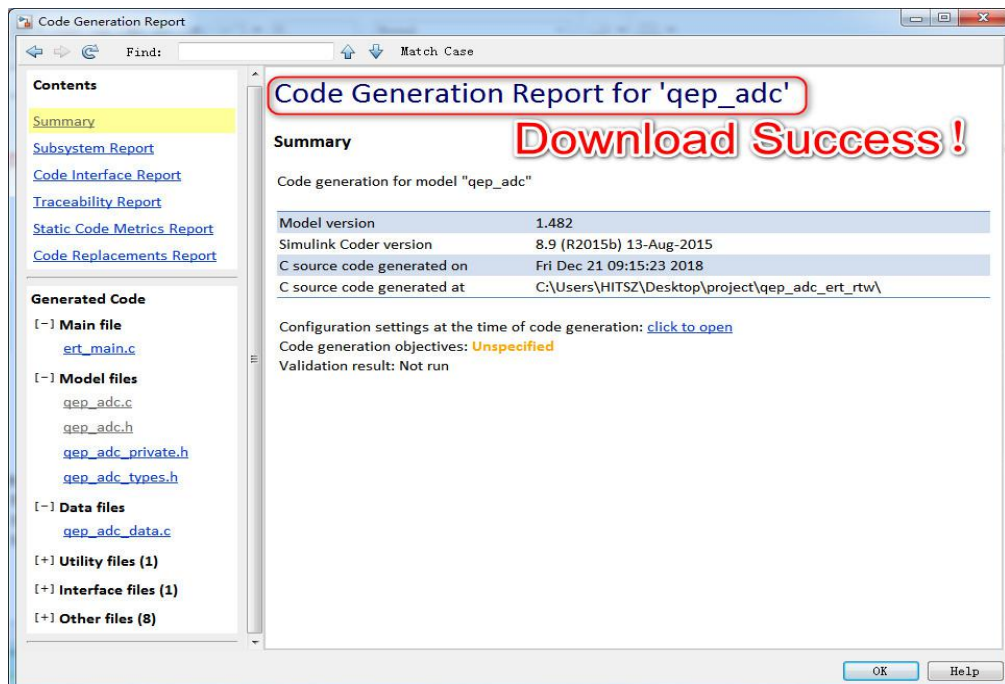 Code Generation Report
Find:
Match Case
Contents
Summary
Subsystem Report
Code Interface Report
Traceability Report
Static Code Metrics Report
Code Replacements Report
Generated Code
[-] Main file
ert_main.c
[-] Model files
qep_adc.c
qep_adc.h
qep_adc_private.h
qep_adc_types.h
[-] Data files
qep_adc_data.c
[+] Utility files (1)
[+] Interface files (1)
[+] Other files (8)
Code Generation Report for 'qep_adc'
Download Success!
Summary
Code generation for model "qep_adc"
Model version 1.482
Simulink Coder version 8.9 (R2015b) 13-Aug-2015
C source code generated on Fri Dec 21 09:15:23 2018
C source code generated at C:\Users\HITSZ\Desktop\project\qep_adc_ert_rtw\
Configuration settings at the time of code generation: click to open
Code generation objectives: Unspecified
Validation result: Not run
OK
Help